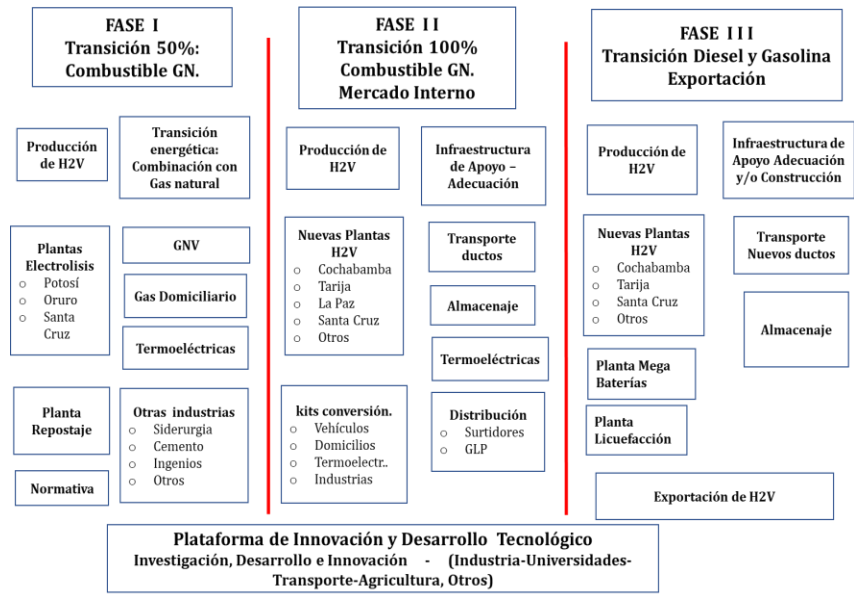 FASE I
Transición 50%:
Combustible GN.
Producción
de H2V
Transición
energética:
Combinación con
Gas natural
Plantas
Electrolisis
o Potosí
o Oruro
o Santa
Cruz
GNV
Gas Domiciliario
Termoeléctricas
Planta
Repostaje
Otras industrias
o Siderurgia
o Cemento
o Ingenios
o Otros
Normativa
FASE I I
Transición 100%
Combustible GN.
Mercado Interno
Producción de
H2V
Infraestructura
de Apoyo –
Adecuación
Nuevas Plantas
H2V
o Cochabamba
o Tarija
o La Paz
o Santa Cruz
o Otros
Transporte
ductos
Almacenaje
Termoeléctricas
kits conversión.
o Vehículos
o Domicilios
o Termoelectr..
o Industrias
Distribución
o Surtidores
o GLP
FASE I I I
Transición Diesel y Gasolina
Exportación
Producción de
H2V
Infraestructura de
Apoyo Adecuación
y/o Construcción
Nuevas Plantas
H2V
o Cochabamba
o Tarija
o Santa Cruz
o Otros
Transporte
Nuevos ductos
Almacenaje
Planta Mega
Baterías
Planta
Licuefacción
Exportación de H2V
Plataforma de Innovación y Desarrollo Tecnológico
Investigación, Desarrollo e Innovación - (Industria-Universidades-
Transporte-Agricultura, Otros)